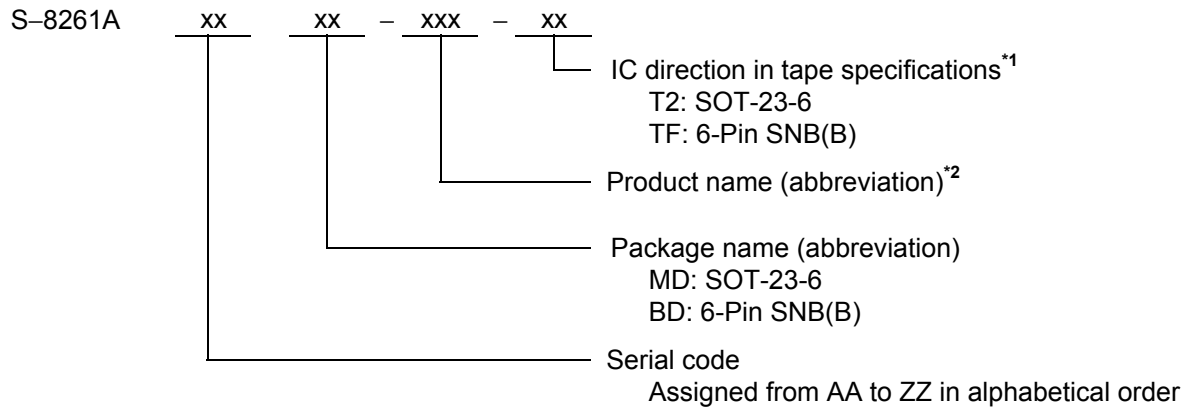 S−8261A xx xx − xxx − xx
IC direction in tape specifications*1
T2: SOT-23-6
TF: 6-Pin SNB(B)
Product name (abbreviation)*2
Package name (abbreviation)
MD: SOT-23-6
BD: 6-Pin SNB(B)
Serial code
Assigned from AA to ZZ in alphabetical order